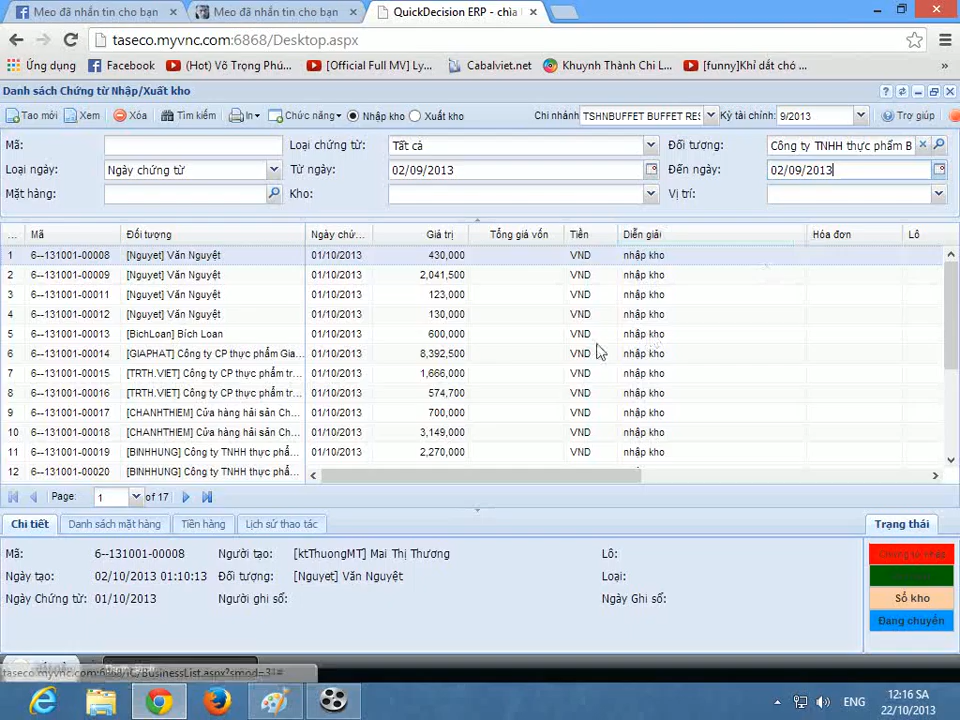 Meo đã nhắn tin cho bạn
Meo đã nhắn tin cho bạn
QuickDecision ERP - chìa
taseco.myvnc.com:6868/Desktop.aspx
Ứng dụng
Facebook
(Hot) Võ Trọng Phú...
[Official Full MV] Ly...
Cabalviet.net
Khuynh Thành Chi L...
[funny]Khỉ dắt chó ...
»
Danh sách Chứng từ Nhập/Xuất kho
Tạo mới Xem Xóa Tìm kiếm In Chức năng Nhập kho Xuất kho Chi nhánh TSHNBUFFET BUFFET RES Kỳ tài chính: 9/2013 Trợ giúp
Mã: Loại chứng từ: Tất cả Đối tượng: Công ty TNHH thực phẩm B
Loại ngày: Ngày chứng từ Từ ngày: 02/09/2013 Đến ngày: 02/09/2013
Mặt hàng: Kho: Vị trí:
... Mã Đối tượng Ngày chứ... Giá trị Tổng giá vốn Tiền Diễn giải Hóa đơn Lô
1 6--131001-00008 [Nguyet] Văn Nguyệt 01/10/2013 430,000 VND nhập kho
2 6--131001-00009 [Nguyet] Văn Nguyệt 01/10/2013 2,041,500 VND nhập kho
3 6--131001-00011 [Nguyet] Văn Nguyệt 01/10/2013 123,000 VND nhập kho
4 6--131001-00012 [Nguyet] Văn Nguyệt 01/10/2013 130,000 VND nhập kho
5 6--131001-00013 [BichLoan] Bích Loan 01/10/2013 600,000 VND nhập kho
6 6--131001-00014 [GIAPHAT] Công ty CP thực phẩm Gia... 01/10/2013 8,392,500 VND nhập kho
7 6--131001-00015 [TRTH.VIET] Công ty CP thực phẩm tr... 01/10/2013 1,666,000 VND nhập kho
8 6--131001-00016 [TRTH.VIET] Công ty CP thực phẩm tr... 01/10/2013 574,700 VND nhập kho
9 6--131001-00017 [CHANHTHIEM] Cửa hàng hải sản Ch... 01/10/2013 700,000 VND nhập kho
10 6--131001-00018 [CHANHTHIEM] Cửa hàng hải sản Ch... 01/10/2013 3,149,000 VND nhập kho
11 6--131001-00019 [BINHHUNG] Công ty TNHH thực phẩ... 01/10/2013 2,270,000 VND nhập kho
12 6--131001-00020 [BINHHUNG] Công ty TNHH thực phẩ...
Page: 1 of 17
Chi tiết Danh sách mặt hàng Tiền hàng Lịch sử thao tác Trạng thái
Mã: 6--131001-00008 Người tạo: [ktThuongMT] Mai Thị Thương Lô:
Ngày tạo: 02/10/2013 01:10:13 Đối tượng: [Nguyet] Văn Nguyệt Loại:
Ngày Chứng từ: 01/10/2013 Người ghi sổ: Ngày Ghi sổ:
Chứng từ nháp
Sổ kho
Đang chuyển
taseco.myvnc.com:6868/IC/BusinessList.aspx?smod=3#
ENG
12:16 SA
22/10/2013